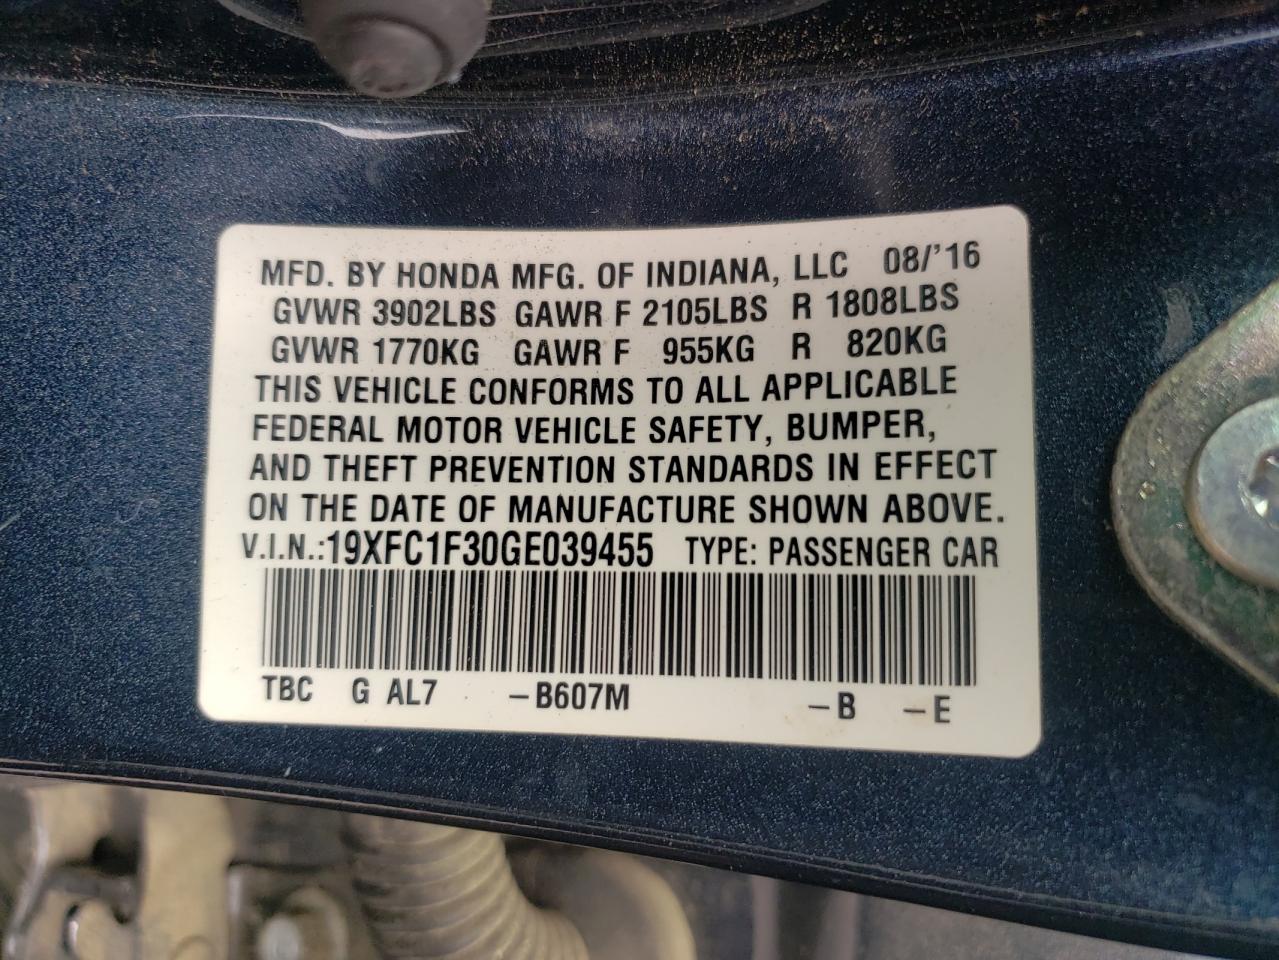 MFD. BY HONDA MFG. OF INDIANA, LLC 08/'16
GVWR 3902LBS GAWR F 2105LBS R 1808LBS
GVWR 1770KG GAWR F 955KG R 820KG
THIS VEHICLE CONFORMS TO ALL APPLICABLE
FEDERAL MOTOR VEHICLE SAFETY, BUMPER,
AND THEFT PREVENTION STANDARDS IN EFFECT
ON THE DATE OF MANUFACTURE SHOWN ABOVE.
V.I.N.:19XFC1F30GE039455 TYPE: PASSENGER CAR
TBC G AL7 –B607M –B –E